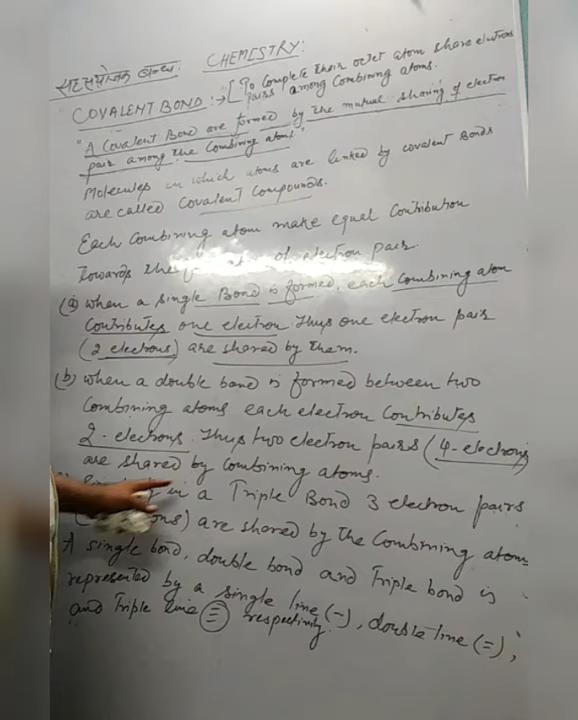 CHEMISTRY:
सहसंयोजक बन्ध:
COVALENT BOND :→ [To Complete their octet atom share electrons
pairs among Combining atoms.
"A Covalent Bond are formed by the mutual sharing of electron
pair among the Combining atoms"
Molecules in which atoms are linked by covalent Bonds
are called Covalent Compounds.
Each Combining atom make equal Contribution
Towards the of electron pair.
(a) when a single Bond is formed, each Combining atom
Contributes one electron. Thus one electron pair
(2 electrons) are shared by them.
(b) when a double bond is formed between two
Combining atoms each electron Contributes
2-electrons. Thus two electron pairs (4-electrons)
are shared by Combining atoms.
in a Triple Bond 3 electron pairs
are shared by the Combining atoms
A single bond, double bond and Triple bond is
represented by a single line (-), double line (=),
and Triple line (≡) respectivily.